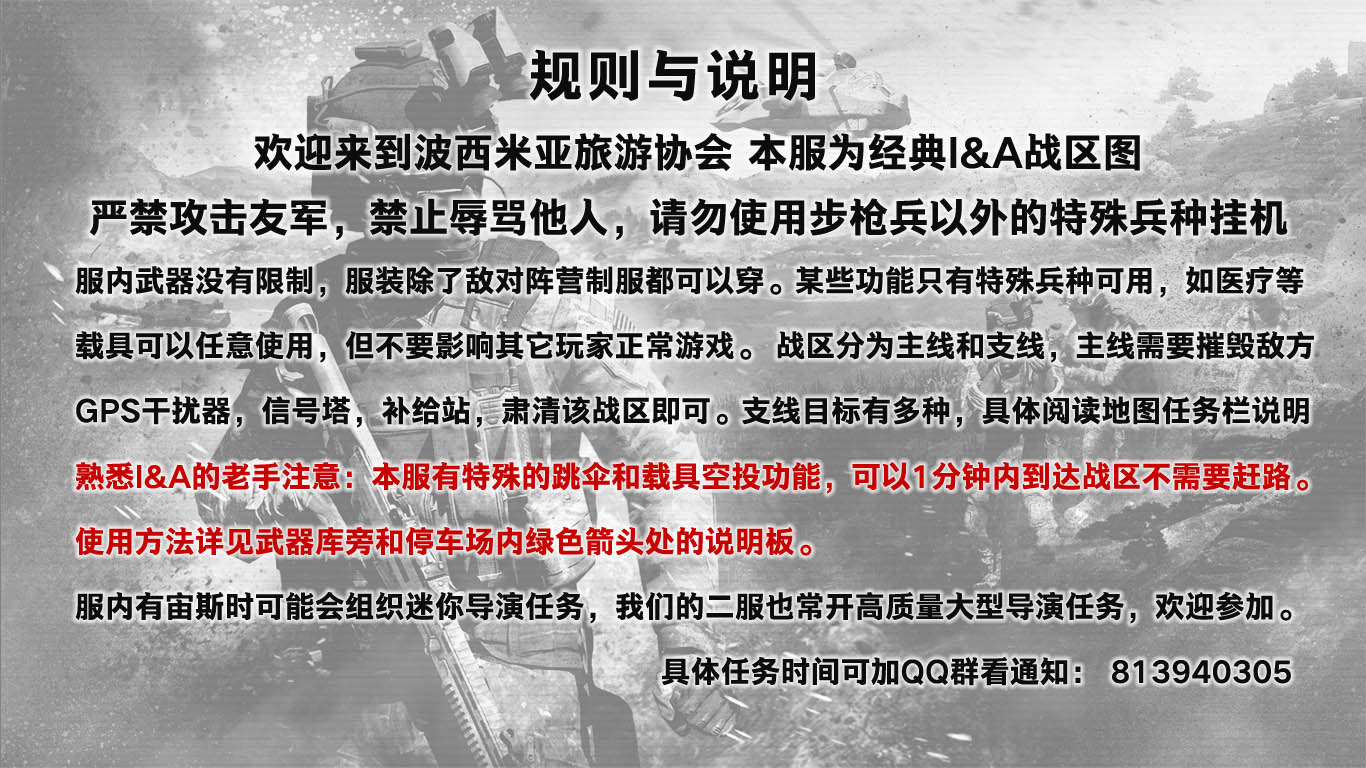 规则与说明
欢迎来到波西米亚旅游协会 本服为经典I&A战区图
严禁攻击友军，禁止辱骂他人，请勿使用步枪兵以外的特殊兵种挂机
服内武器没有限制，服装除了敌对阵营制服都可以穿。某些功能只有特殊兵种可用，如医疗等
载具可以任意使用，但不要影响其它玩家正常游戏。 战区分为主线和支线，主线需要摧毁敌方
GPS干扰器，信号塔，补给站，肃清该战区即可。支线目标有多种，具体阅读地图任务栏说明
熟悉I&A的老手注意：本服有特殊的跳伞和载具空投功能，可以1分钟内到达战区不需要赶路。
使用方法详见武器库旁和停车场内绿色箭头处的说明板。
服内有宙斯时可能会组织迷你导演任务，我们的二服也常开高质量大型导演任务，欢迎参加。
具体任务时间可加QQ群看通知： 813940305